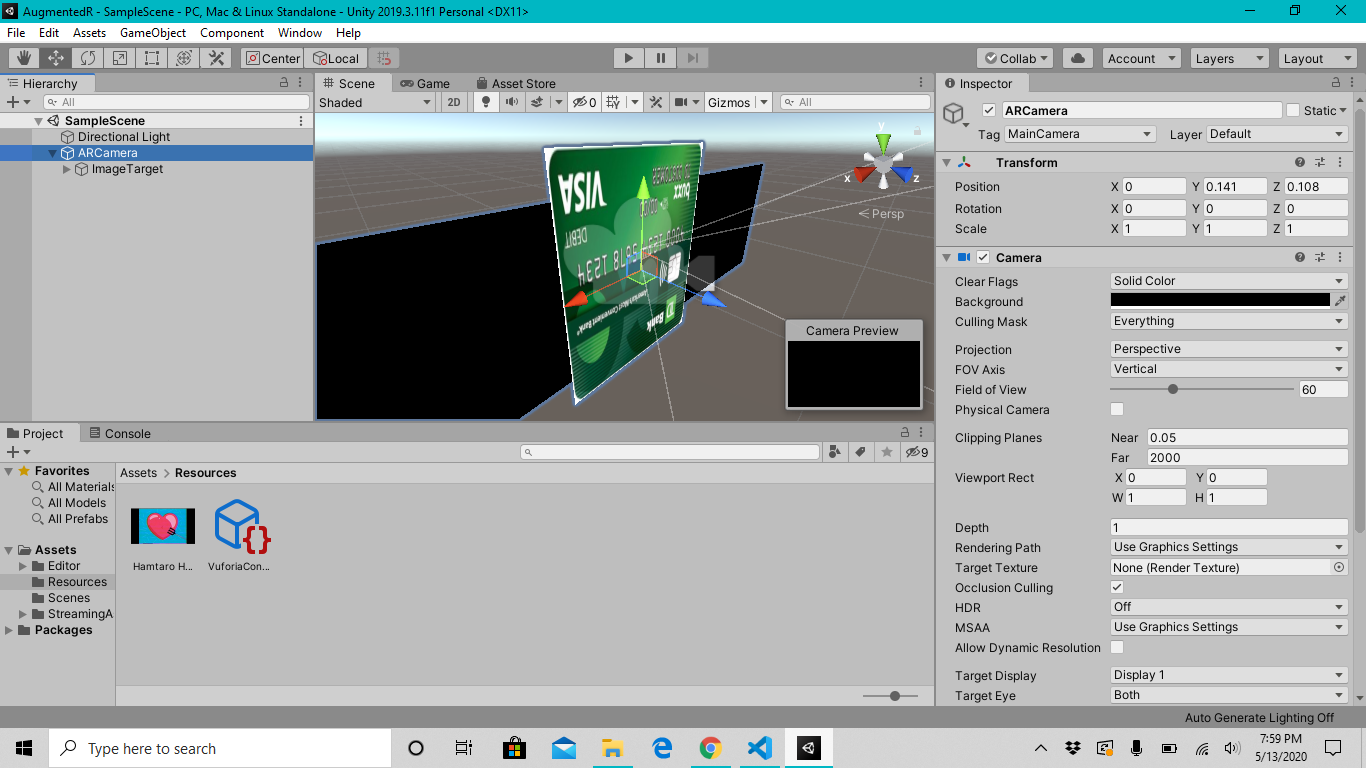 AugmentedR - SampleScene - PC, Mac & Linux Standalone - Unity 2019.3.11f1 Personal <DX11>
File Edit Assets GameObject Component Window Help
Center Local Collab Account Layers Layout
Hierarchy
All
SampleScene
Directional Light
ARCamera
ImageTarget
Scene Game Asset Store
Shaded 2D 0 Gizmos All
y
x z
Persp
VISA
DEBIT
buxx
Bank
America's Most Convenient Bank
Camera Preview
Project Console
9
Favorites
All Materials
All Models
All Prefabs
Assets
Editor
Resources
Scenes
StreamingA
Packages
Assets > Resources
Hamtaro H...
VuforiaCon...
Inspector
ARCamera Static
Tag MainCamera Layer Default
Transform
Position X 0 Y 0.141 Z 0.108
Rotation X 0 Y 0 Z 0
Scale X 1 Y 1 Z 1
Camera
Clear Flags Solid Color
Background
Culling Mask Everything
Projection Perspective
FOV Axis Vertical
Field of View 60
Physical Camera
Clipping Planes Near 0.05
Far 2000
Viewport Rect X 0 Y 0
W 1 H 1
Depth 1
Rendering Path Use Graphics Settings
Target Texture None (Render Texture)
Occlusion Culling
HDR Off
MSAA Use Graphics Settings
Allow Dynamic Resolution
Target Display Display 1
Target Eye Both
Auto Generate Lighting Off
Type here to search
7:59 PM
5/13/2020